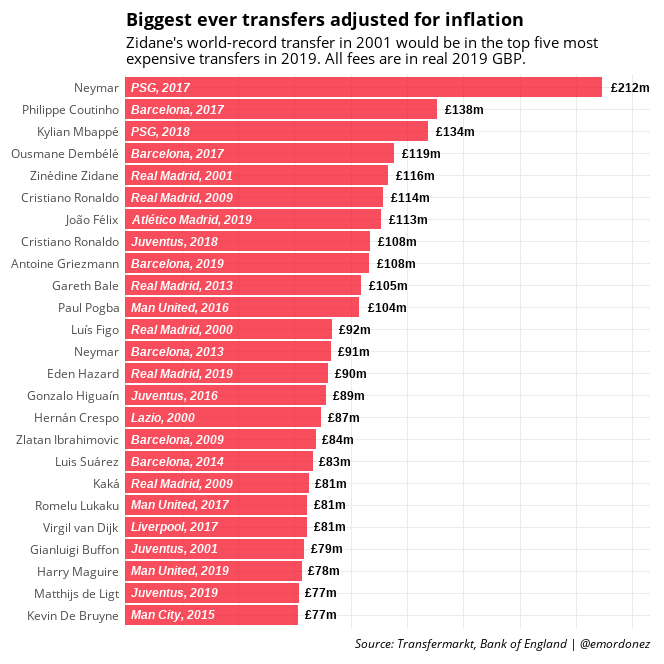 Biggest ever transfers adjusted for inflation
Zidane's world-record transfer in 2001 would be in the top five most
expensive transfers in 2019. All fees are in real 2019 GBP.
Neymar PSG, 2017 £212m
Philippe Coutinho Barcelona, 2017 £138m
Kylian Mbappé PSG, 2018 £134m
Ousmane Dembélé Barcelona, 2017 £119m
Zinédine Zidane Real Madrid, 2001 £116m
Cristiano Ronaldo Real Madrid, 2009 £114m
João Félix Atlético Madrid, 2019 £113m
Cristiano Ronaldo Juventus, 2018 £108m
Antoine Griezmann Barcelona, 2019 £108m
Gareth Bale Real Madrid, 2013 £105m
Paul Pogba Man United, 2016 £104m
Luís Figo Real Madrid, 2000 £92m
Neymar Barcelona, 2013 £91m
Eden Hazard Real Madrid, 2019 £90m
Gonzalo Higuaín Juventus, 2016 £89m
Hernán Crespo Lazio, 2000 £87m
Zlatan Ibrahimovic Barcelona, 2009 £84m
Luis Suárez Barcelona, 2014 £83m
Kaká Real Madrid, 2009 £81m
Romelu Lukaku Man United, 2017 £81m
Virgil van Dijk Liverpool, 2017 £81m
Gianluigi Buffon Juventus, 2001 £79m
Harry Maguire Man United, 2019 £78m
Matthijs de Ligt Juventus, 2019 £77m
Kevin De Bruyne Man City, 2015 £77m
Source: Transfermarkt, Bank of England | @emordonez